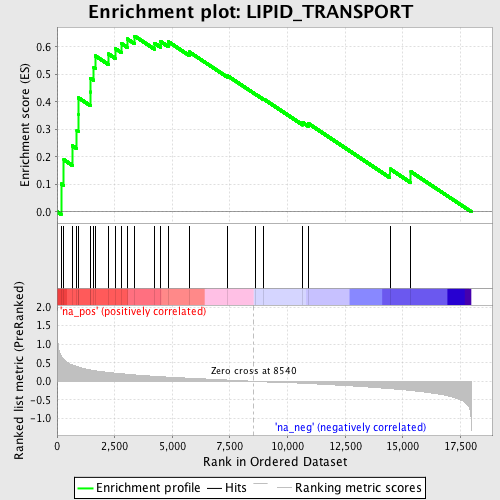 Enrichment plot: LIPID_TRANSPORT
Enrichment score (ES)
0.6
0.5
0.4
0.3
0.2
0.1
0.0
'na_pos' (positively correlated)
Ranked list metric (PreRanked)
2.0
1.5
1.0
0.5
0.0
-0.5
-1.0
Zero cross at 8540
'na_neg' (negatively correlated)
0 2,500 5,000 7,500 10,000 12,500 15,000 17,500
Rank in Ordered Dataset
Enrichment profile Hits Ranking metric scores